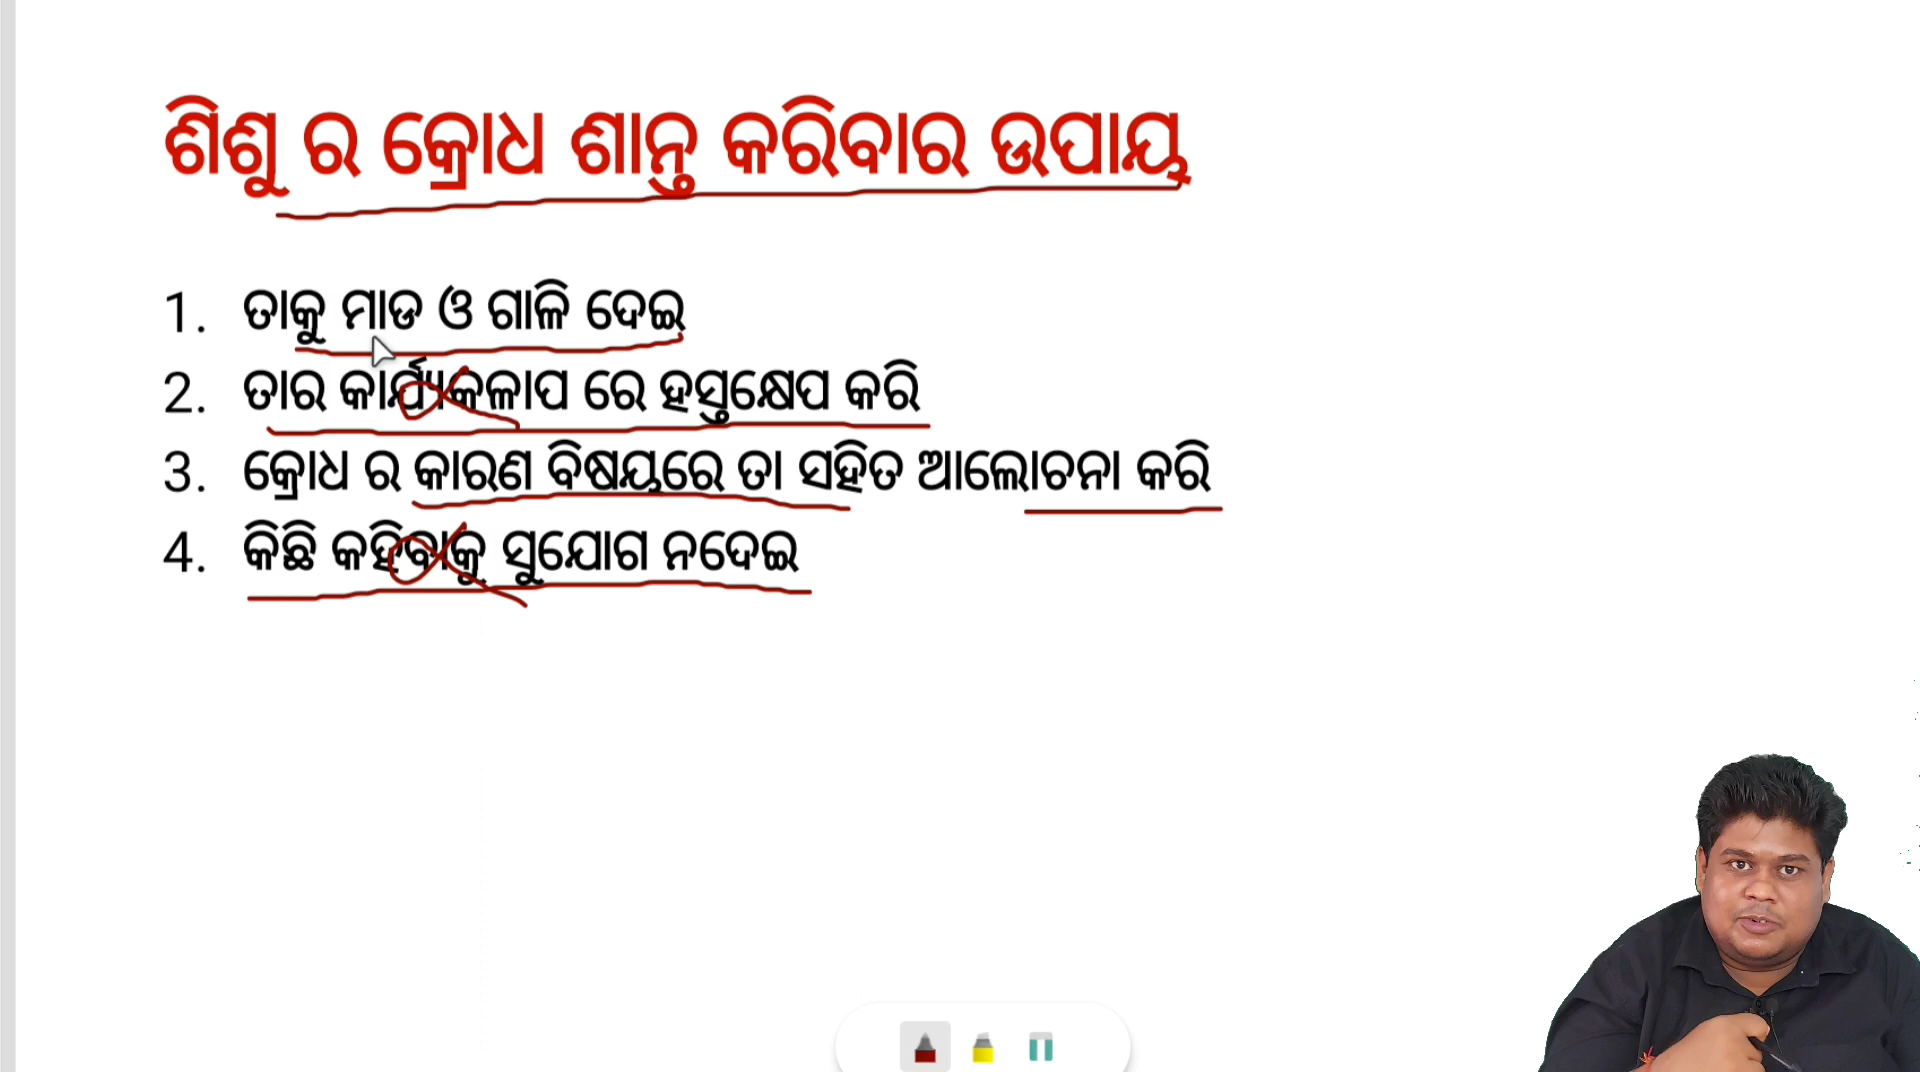 ଶିଶୁ ର କ୍ରୋଧ ଶାନ୍ତ କରିବାର ଉପାୟ
1. ତାକୁ ମାଡ ଓ ଗାଳି ଦେଇ
2. ତାର କାର୍ଯ୍ୟକଳାପ ରେ ହସ୍ତକ୍ଷେପ କରି
3. କ୍ରୋଧ ର କାରଣ ବିଷୟରେ ତା ସହିତ ଆଲୋଚନା କରି
4. କିଛି କହିବାକୁ ସୁଯୋଗ ନଦେଇ